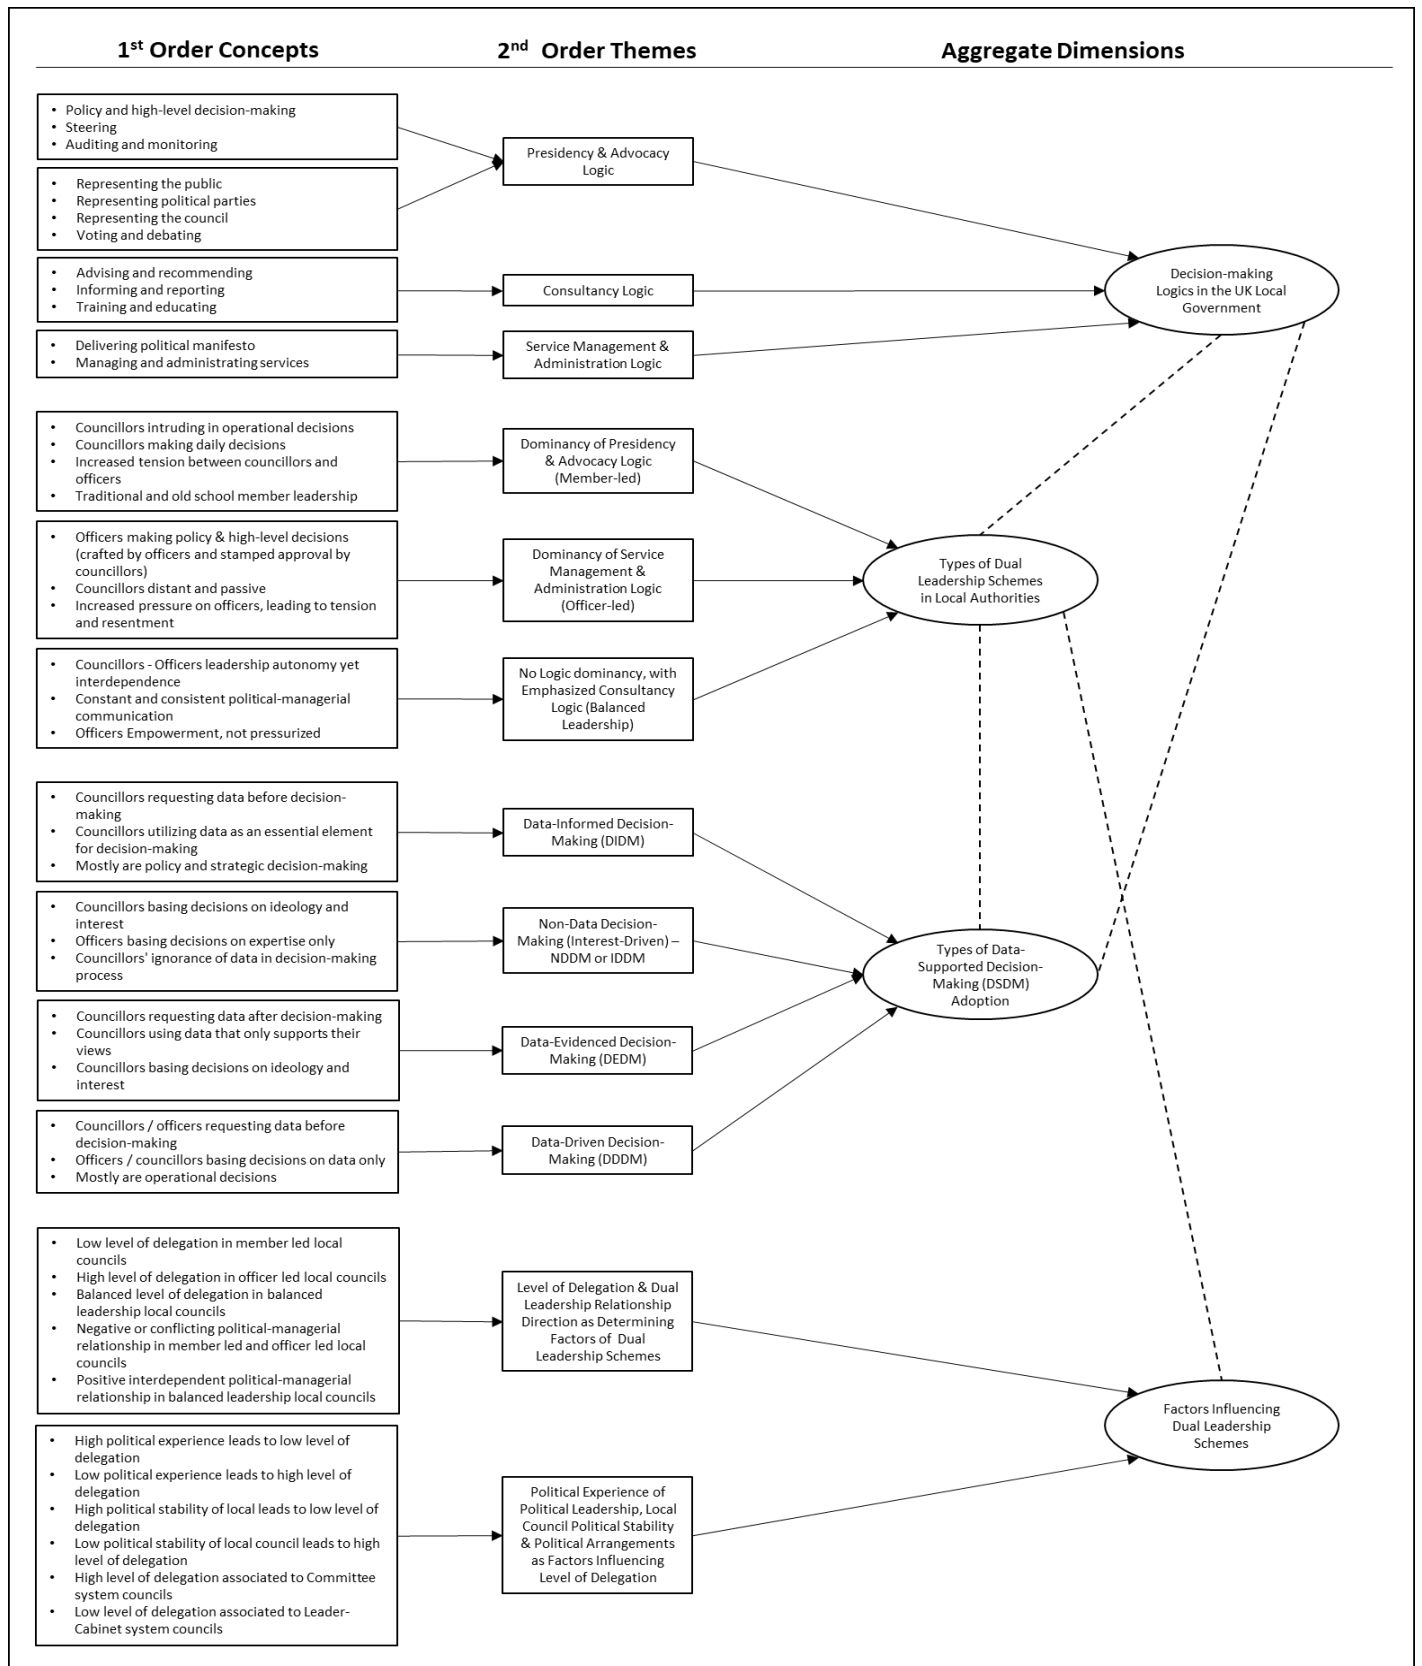 1st Order Concepts
2nd Order Themes
Aggregate Dimensions
• Policy and high-level decision-making
• Steering
• Auditing and monitoring
• Representing the public
• Representing political parties
• Representing the council
• Voting and debating
Presidency & Advocacy
Logic
• Advising and recommending
• Informing and reporting
• Training and educating
Consultancy Logic
• Delivering political manifesto
• Managing and administrating services
Service Management &
Administration Logic
Decision-making
Logics in the UK Local
Government
• Councillors intruding in operational decisions
• Councillors making daily decisions
• Increased tension between councillors and
officers
• Traditional and old school member leadership
Dominancy of Presidency
& Advocacy Logic
(Member-led)
• Officers making policy & high-level decisions
(crafted by officers and stamped approval by
councillors)
• Councillors distant and passive
• Increased pressure on officers, leading to tension
and resentment
Dominancy of Service
Management &
Administration Logic
(Officer-led)
• Councillors - Officers leadership autonomy yet
interdependence
• Constant and consistent political-managerial
communication
• Officers Empowerment, not pressurized
No Logic dominancy, with
Emphasized Consultancy
Logic (Balanced
Leadership)
Types of Dual
Leadership Schemes
in Local Authorities
• Councillors requesting data before decision-
making
• Councillors utilizing data as an essential element
for decision-making
• Mostly are policy and strategic decision-making
Data-Informed Decision-
Making (DIDM)
• Councillors basing decisions on ideology and
interest
• Officers basing decisions on expertise only
• Councillors' ignorance of data in decision-making
process
Non-Data Decision-
Making (Interest-Driven) –
NDDM or IDDM
• Councillors requesting data after decision-making
• Councillors using data that only supports their
views
• Councillors basing decisions on ideology and
interest
Data-Evidenced Decision-
Making (DEDM)
• Councillors / officers requesting data before
decision-making
• Officers / councillors basing decisions on data only
• Mostly are operational decisions
Data-Driven Decision-
Making (DDDM)
Types of Data-
Supported Decision-
Making (DSDM)
Adoption
• Low level of delegation in member led local
councils
• High level of delegation in officer led local councils
• Balanced level of delegation in balanced
leadership local councils
• Negative or conflicting political-managerial
relationship in member led and officer led local
councils
• Positive interdependent political-managerial
relationship in balanced leadership local councils
Level of Delegation & Dual
Leadership Relationship
Direction as Determining
Factors of Dual
Leadership Schemes
• High political experience leads to low level of
delegation
• Low political experience leads to high level of
delegation
• High political stability of local leads to low level of
delegation
• Low political stability of local council leads to high
level of delegation
• High level of delegation associated to Committee
system councils
• Low level of delegation associated to Leader-
Cabinet system councils
Political Experience of
Political Leadership, Local
Council Political Stability
& Political Arrangements
as Factors Influencing
Level of Delegation
Factors Influencing
Dual Leadership
Schemes